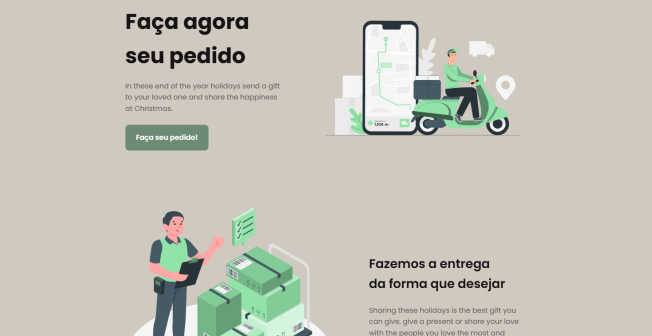 Faça agora
seu pedido
In these end of the year holidays send a gift
to your loved one and share the happiness
at Christmas.
Faça seu pedido!
Fazemos a entrega
da forma que desejar
Sharing these holidays is the best gift you
can give, give a present or share your love
with the people you love the most and